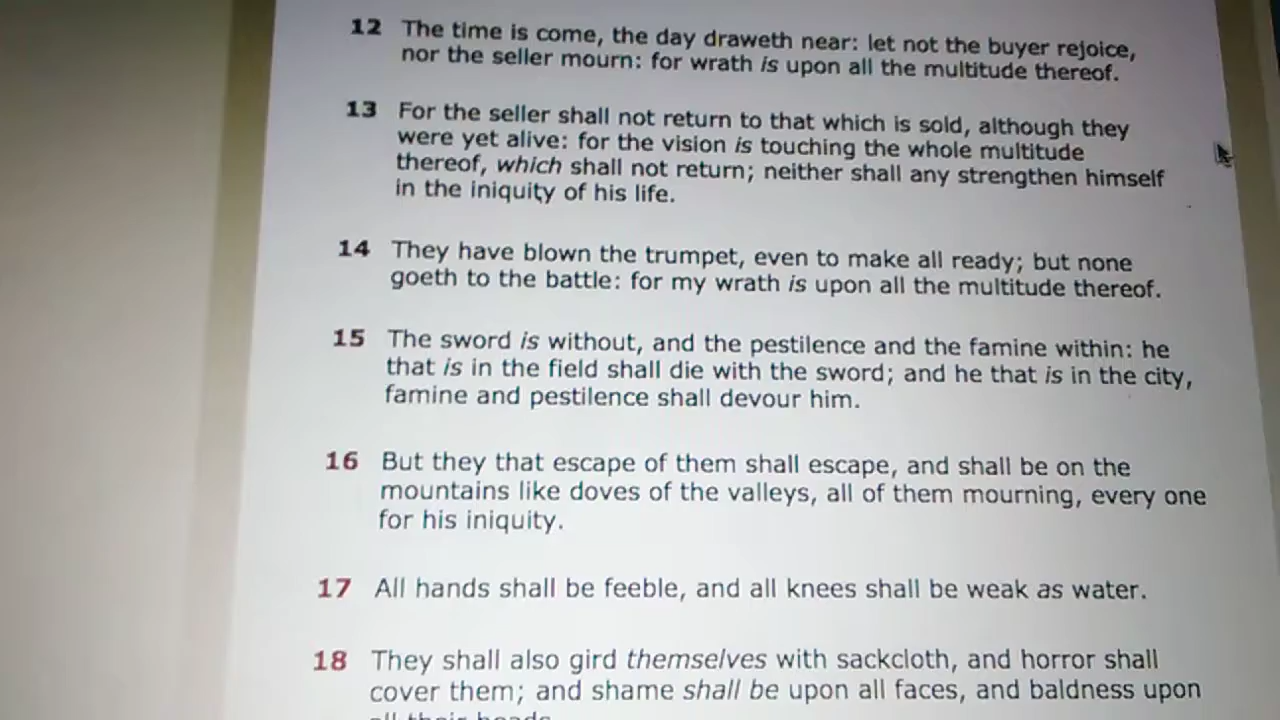 12 The time is come, the day draweth near: let not the buyer rejoice,
nor the seller mourn: for wrath is upon all the multitude thereof.
13 For the seller shall not return to that which is sold, although they
were yet alive: for the vision is touching the whole multitude
thereof, which shall not return; neither shall any strengthen himself
in the iniquity of his life.
14 They have blown the trumpet, even to make all ready; but none
goeth to the battle: for my wrath is upon all the multitude thereof.
15 The sword is without, and the pestilence and the famine within: he
that is in the field shall die with the sword; and he that is in the city,
famine and pestilence shall devour him.
16 But they that escape of them shall escape, and shall be on the
mountains like doves of the valleys, all of them mourning, every one
for his iniquity.
17 All hands shall be feeble, and all knees shall be weak as water.
18 They shall also gird themselves with sackcloth, and horror shall
cover them; and shame shall be upon all faces, and baldness upon
all their heads